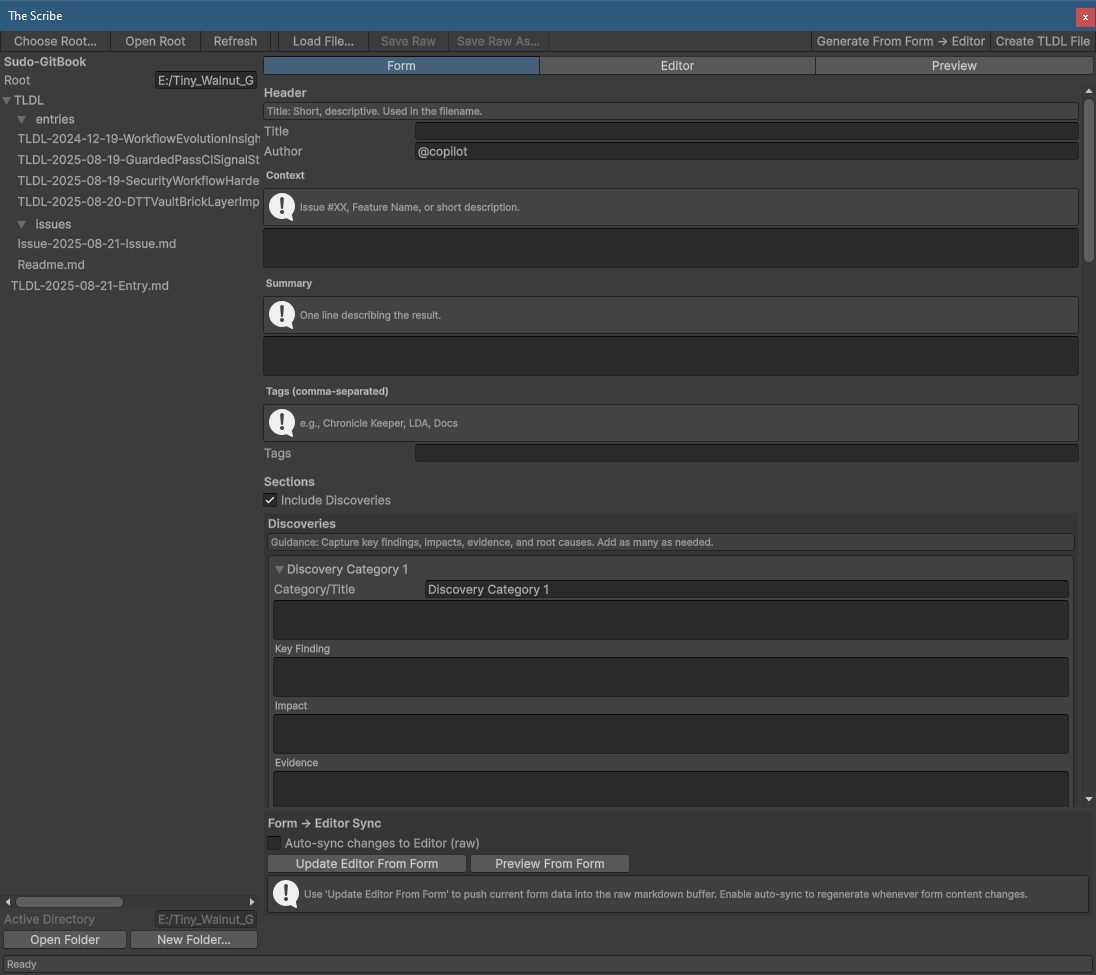 The Scribe
x
Choose Root... Open Root Refresh Load File... Save Raw Save Raw As... Generate From Form → Editor Create TLDL File
Sudo-GitBook
Root E:/Tiny_Walnut_G
TLDL
entries
TLDL-2024-12-19-WorkflowEvolutionInsigh
TLDL-2025-08-19-GuardedPassCISignalSt
TLDL-2025-08-19-SecurityWorkflowHarde
TLDL-2025-08-20-DTTVaultBrickLayerImp
issues
Issue-2025-08-21-Issue.md
Readme.md
TLDL-2025-08-21-Entry.md
Active Directory E:/Tiny_Walnut_G
Open Folder New Folder...
Form Editor Preview
Header
Title: Short, descriptive. Used in the filename.
Title
Author @copilot
Context
Issue #XX, Feature Name, or short description.
Summary
One line describing the result.
Tags (comma-separated)
e.g., Chronicle Keeper, LDA, Docs
Tags
Sections
Include Discoveries
Discoveries
Guidance: Capture key findings, impacts, evidence, and root causes. Add as many as needed.
Discovery Category 1
Category/Title Discovery Category 1
Key Finding
Impact
Evidence
Form → Editor Sync
Auto-sync changes to Editor (raw)
Update Editor From Form Preview From Form
Use 'Update Editor From Form' to push current form data into the raw markdown buffer. Enable auto-sync to regenerate whenever form content changes.
Ready